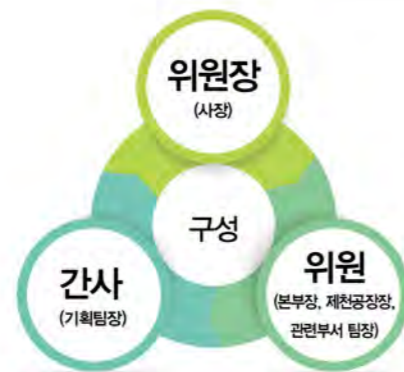 위원장
(사장)
구성
간사
(기획팀장)
위원
(본부장, 제천공장장,
관련부서 팀장)